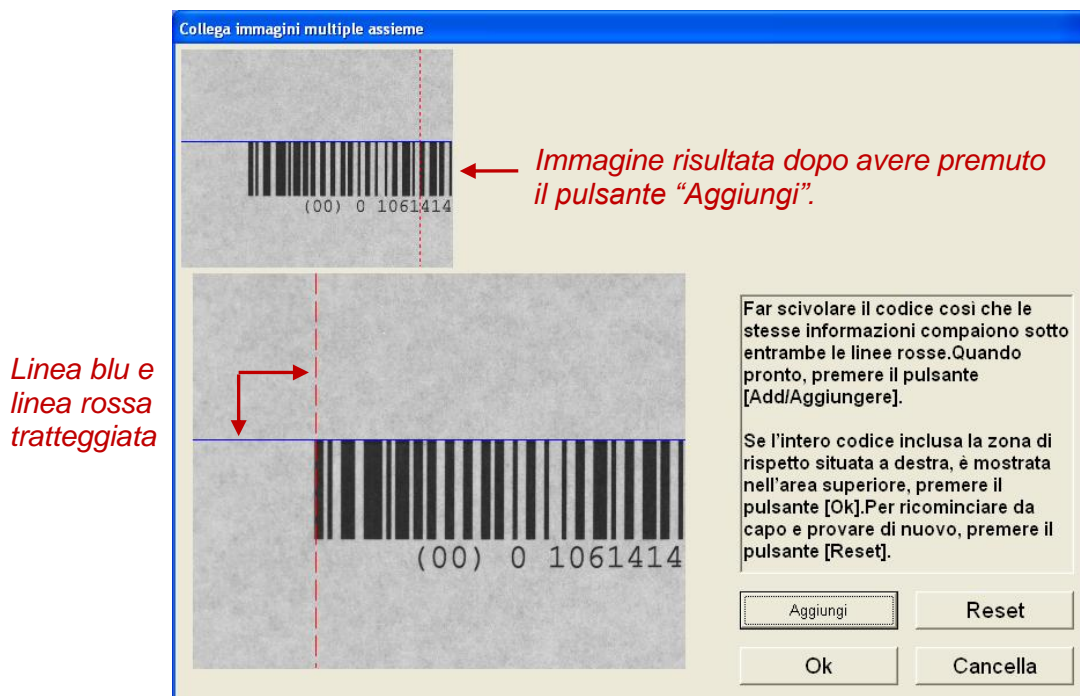 Collega immagini multiple assieme
(00) 0 1061414
Immagine risultata dopo avere premuto
il pulsante “Aggiungi”.
Linea blu e
linea rossa
tratteggiata
(00) 0 1061414
Far scivolare il codice così che le
stesse informazioni compaiono sotto
entrambe le linee rosse.Quando
pronto, premere il pulsante
[Add/Aggiungere].
Se l'intero codice inclusa la zona di
rispetto situata a destra, è mostrata
nell'area superiore, premere il
pulsante [Ok].Per ricominciare da
capo e provare di nuovo, premere il
pulsante [Reset].
Aggiungi
Reset
Ok
Cancella